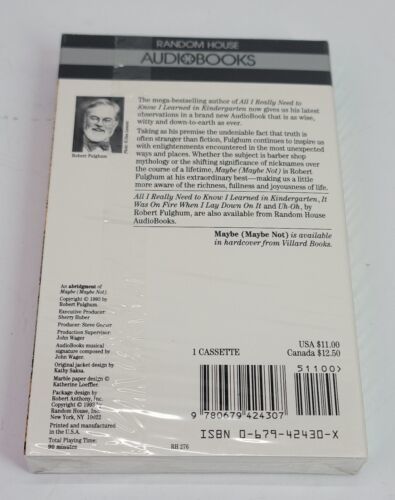 RANDOM HOUSE
AUDIOBOOKS
The mega-bestselling author of All I Really Need to
Know I Learned in Kindergarten now gives us his latest
observations in a brand new AudioBook that is as wise,
witty and down-to-earth as ever.
Taking as his premise the undeniable fact that truth is
often stranger than fiction, Fulghum continues to inspire us
with enlightenments encountered in the most unexpected
ways and places. Whether the subject is barber shop
mythology or the shifting significance of nicknames over
the course of a lifetime, Maybe (Maybe Not) is Robert
Fulghum at his extraordinary best—making us a little
more aware of the richness, fullness and joyousness of life.
Robert Fulghum
All I Really Need to Know I Learned in Kindergarten, It
Was On Fire When I Lay Down On It and Uh-Oh, by
Robert Fulghum, are also available from Random House
AudioBooks.
Maybe (Maybe Not) is available
in hardcover from Villard Books.
An abridgment of
Maybe (Maybe Not).
Copyright © 1993 by
Robert Fulghum.
Executive Producer:
Sherry Huber
Producer: Steve
Production Supervisor:
John Wager
AudioBooks musical
signature composed by
John Wager.
Original jacket design by
Kathy Saksa.
Marble paper design ©
Katherine Loeffler.
Package design by
Robert Anthony, Inc.
Copyright © 1993 by
Random House, Inc.
New York, NY 10022
Printed and manufactured
in the U.S.A.
Total Playing Time:
90 minutes
RH 276
1 CASSETTE
USA $11.00
Canada $12.50
51100
9 780679 424307
ISBN 0-679-42430-X